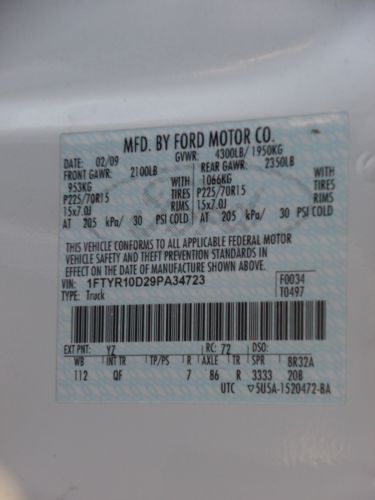 MFD. BY FORD MOTOR CO.
DATE: 02/09 GVWR: 4300LB/ 1950KG
FRONT GAWR: 2100LB REAR GAWR: 2350LB
953KG WITH 1066KG WITH
P225/70R15 TIRES P225/70R15 TIRES
15x7.0J RIMS 15x7.0J RIMS
AT 205 kPa/ 30 PSI COLD AT 205 kPa/ 30 PSI COLD
THIS VEHICLE CONFORMS TO ALL APPLICABLE FEDERAL MOTOR
VEHICLE SAFETY AND THEFT PREVENTION STANDARDS IN
EFFECT ON THE DATE OF MANUFACTURE SHOWN ABOVE.
VIN: 1FTYR10D29PA34723 F0034
TYPE: Truck T0497
EXT PNT: YZ RC: 72 DSO:
WB INT TR TP/PS R AXLE TR SPR 8R32A
112 QF 7 86 R 3333 20B
UTC 5U5A-1520472-BA